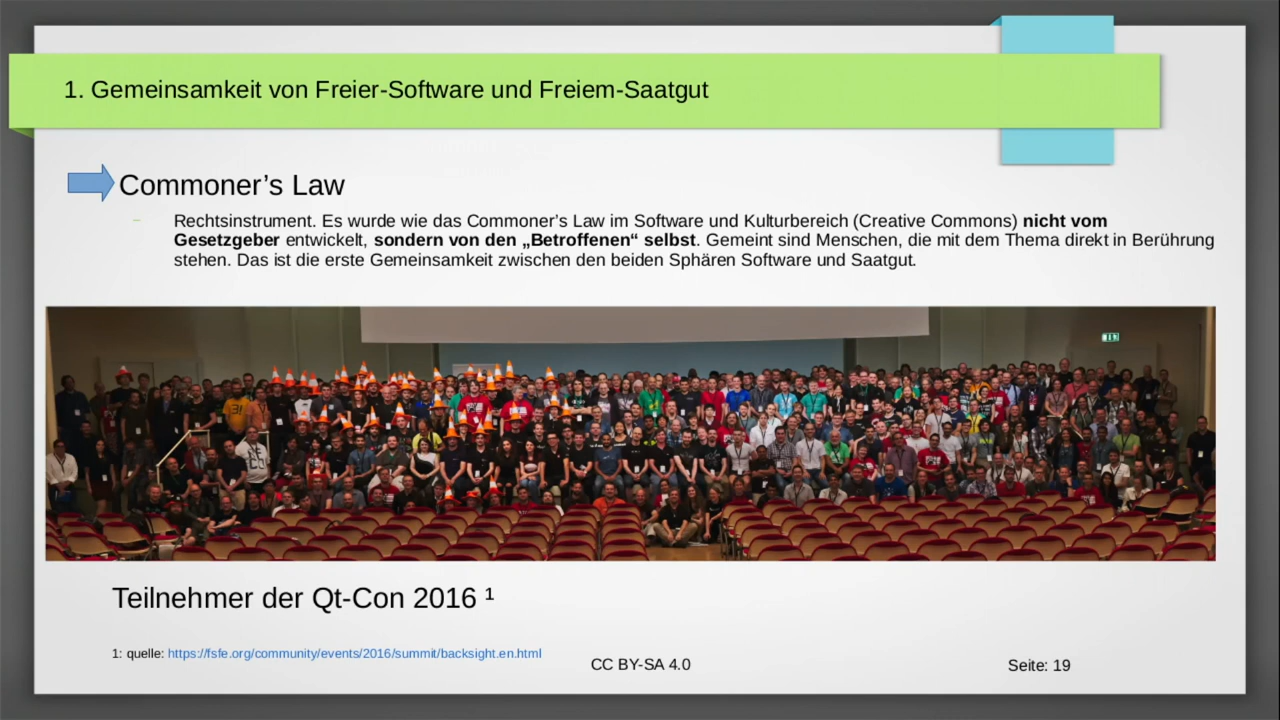 1. Gemeinsamkeit von Freier-Software und Freiem-Saatgut
Commoner’s Law
– Rechtsinstrument. Es wurde wie das Commoner’s Law im Software und Kulturbereich (Creative Commons) nicht vom
Gesetzgeber entwickelt, sondern von den „Betroffenen“ selbst. Gemeint sind Menschen, die mit dem Thema direkt in Berührung
stehen. Das ist die erste Gemeinsamkeit zwischen den beiden Sphären Software und Saatgut.
Teilnehmer der Qt-Con 2016 ¹
1: quelle: https://fsfe.org/community/events/2016/summit/backsight.en.html
CC BY-SA 4.0
Seite: 19